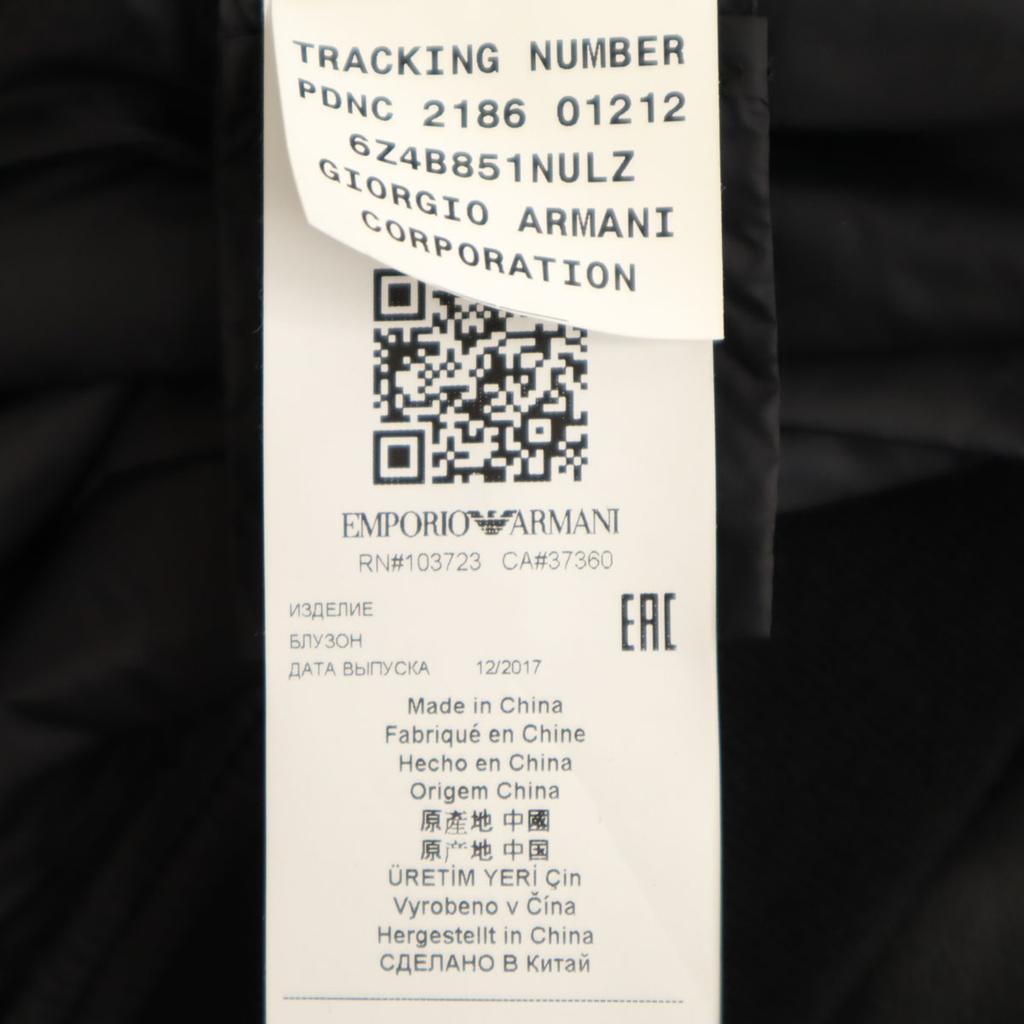 TRACKING NUMBER
PDNC 2186 01212
6Z4B851NULZ
GIORGIO ARMANI
CORPORATION
EMPORIO ARMANI
RN#103723 CA#37360
ИЗДЕЛИЕ
БЛУЗОН
EAC
ДАТА ВЫПУСКА 12/2017
Made in China
Fabriqué en Chine
Hecho en China
Origem China
原產地 中國
原产地 中国
ÜRETİM YERİ Çin
Vyrobeno v Čína
Hergestellt in China
СДЕЛАНО В Китай